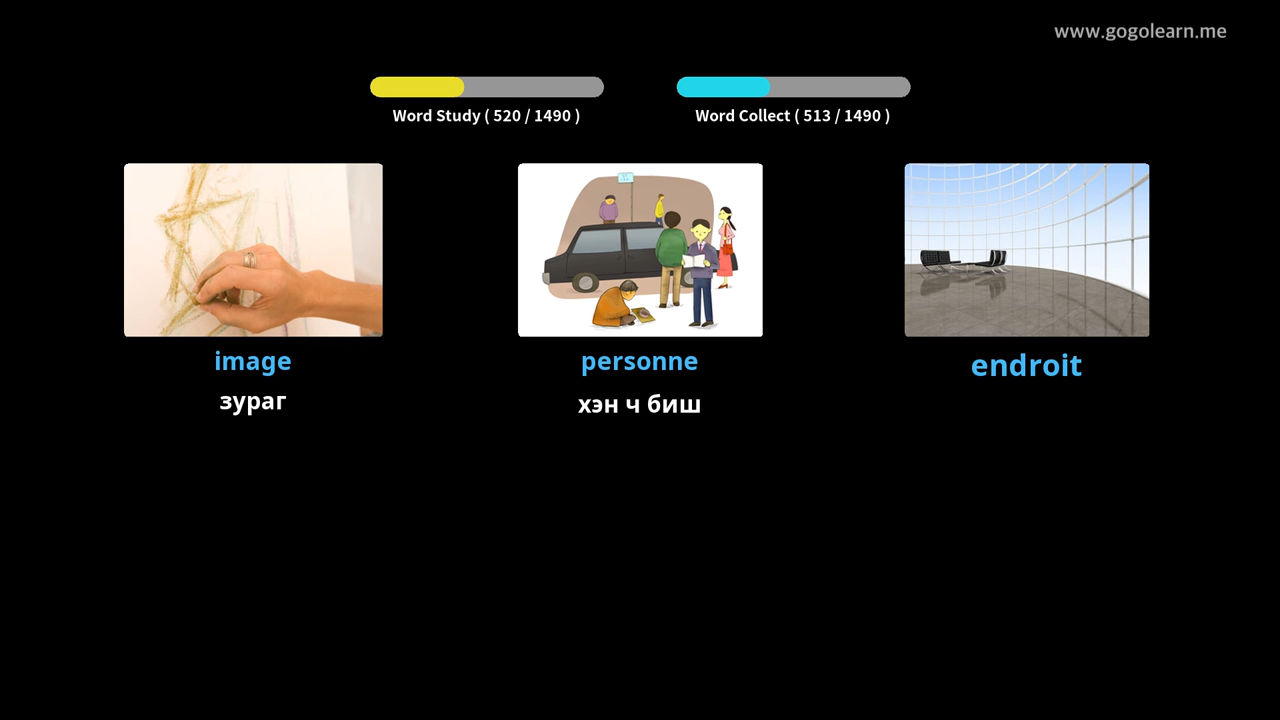 www.gogolearn.me
Word Study ( 520 / 1490 )
Word Collect ( 513 / 1490 )
image
personne
endroit
зураг
хэн ч биш